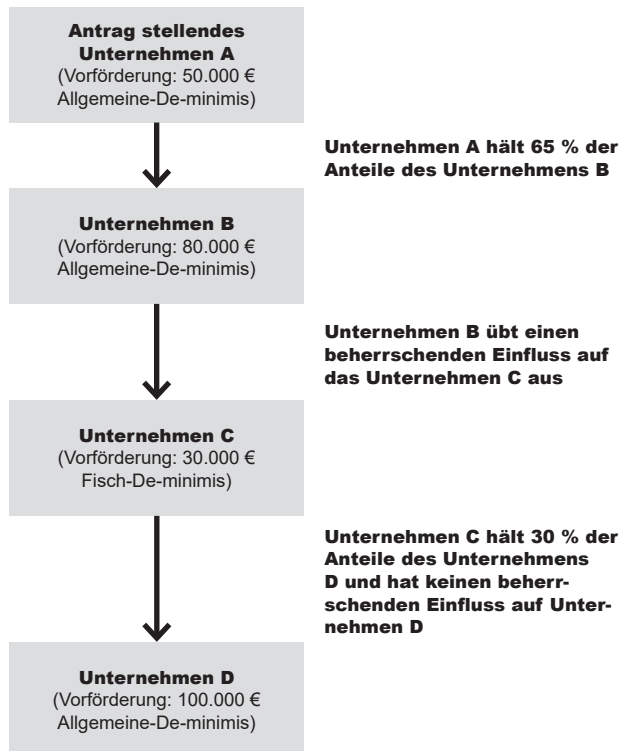 Antrag stellendes
Unternehmen A
(Vorförderung: 50.000 €
Allgemeine-De-minimis)
Unternehmen A hält 65 % der
Anteile des Unternehmens B
Unternehmen B
(Vorförderung: 80.000 €
Allgemeine-De-minimis)
Unternehmen B übt einen
beherrschenden Einfluss auf
das Unternehmen C aus
Unternehmen C
(Vorförderung: 30.000 €
Fisch-De-minimis)
Unternehmen C hält 30 % der
Anteile des Unternehmens
D und hat keinen beherr-
schenden Einfluss auf Unter-
nehmen D
Unternehmen D
(Vorförderung: 100.000 €
Allgemeine-De-minimis)